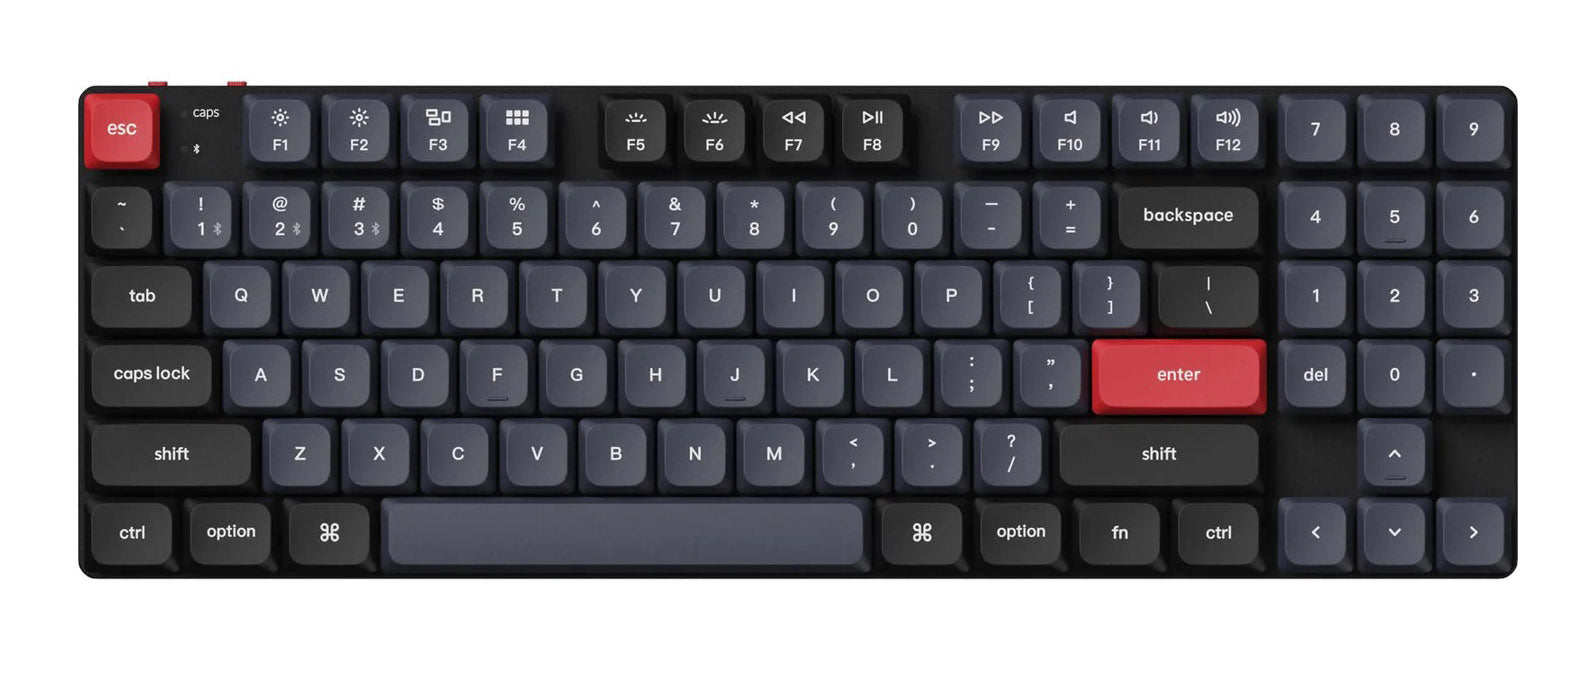 esc caps F1 F2 F3 F4 F5 F6 F7 F8 F9 F10 F11 F12 7 8 9
~ ! @ # $ % ^ & * ( ) — +
` 1 2 3 4 5 6 7 8 9 0 - = backspace 4 5 6
tab Q W E R T Y U I O P { } | 1 2 3
[ ] \
caps lock A S D F G H J K L : ” enter del 0 .
; ,
shift Z X C V B N M < > ? shift ^
, . /
ctrl option ⌘ ⌘ option fn ctrl < ⌄ >